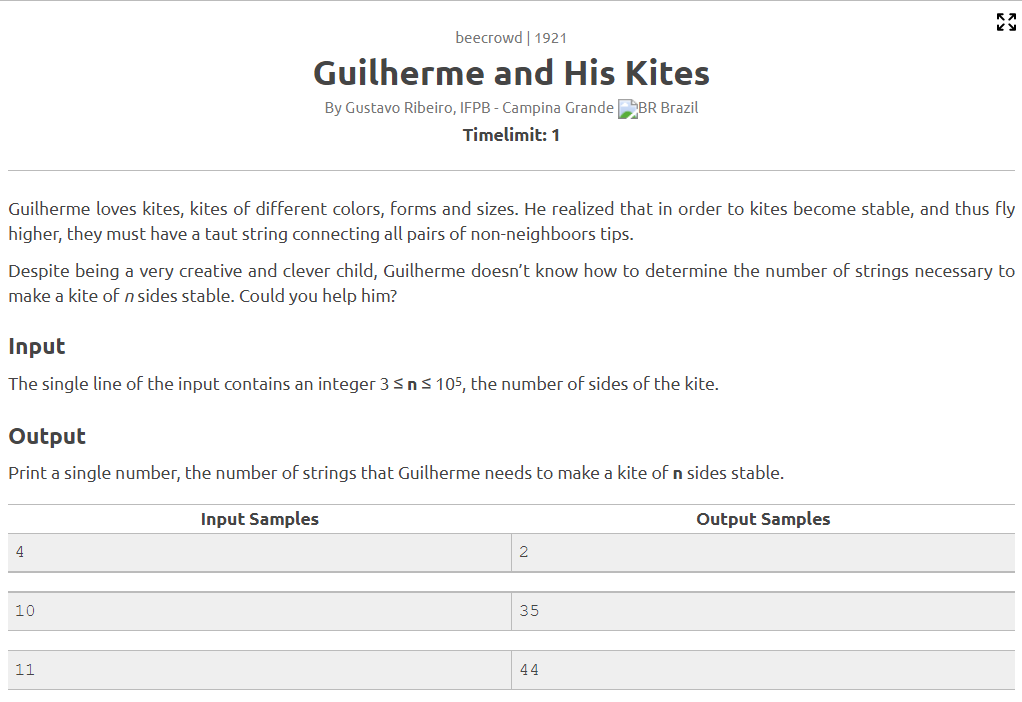 beecrowd | 1921
Guilherme and His Kites
By Gustavo Ribeiro, IFPB - Campina Grande BR Brazil
Timelimit: 1
Guilherme loves kites, kites of different colors, forms and sizes. He realized that in order to kites become stable, and thus fly
higher, they must have a taut string connecting all pairs of non-neighboors tips.
Despite being a very creative and clever child, Guilherme doesn’t know how to determine the number of strings necessary to
make a kite of n sides stable. Could you help him?
Input
The single line of the input contains an integer 3 ≤ n ≤ 10⁵, the number of sides of the kite.
Output
Print a single number, the number of strings that Guilherme needs to make a kite of n sides stable.
Input Samples Output Samples
4 2
10 35
11 44